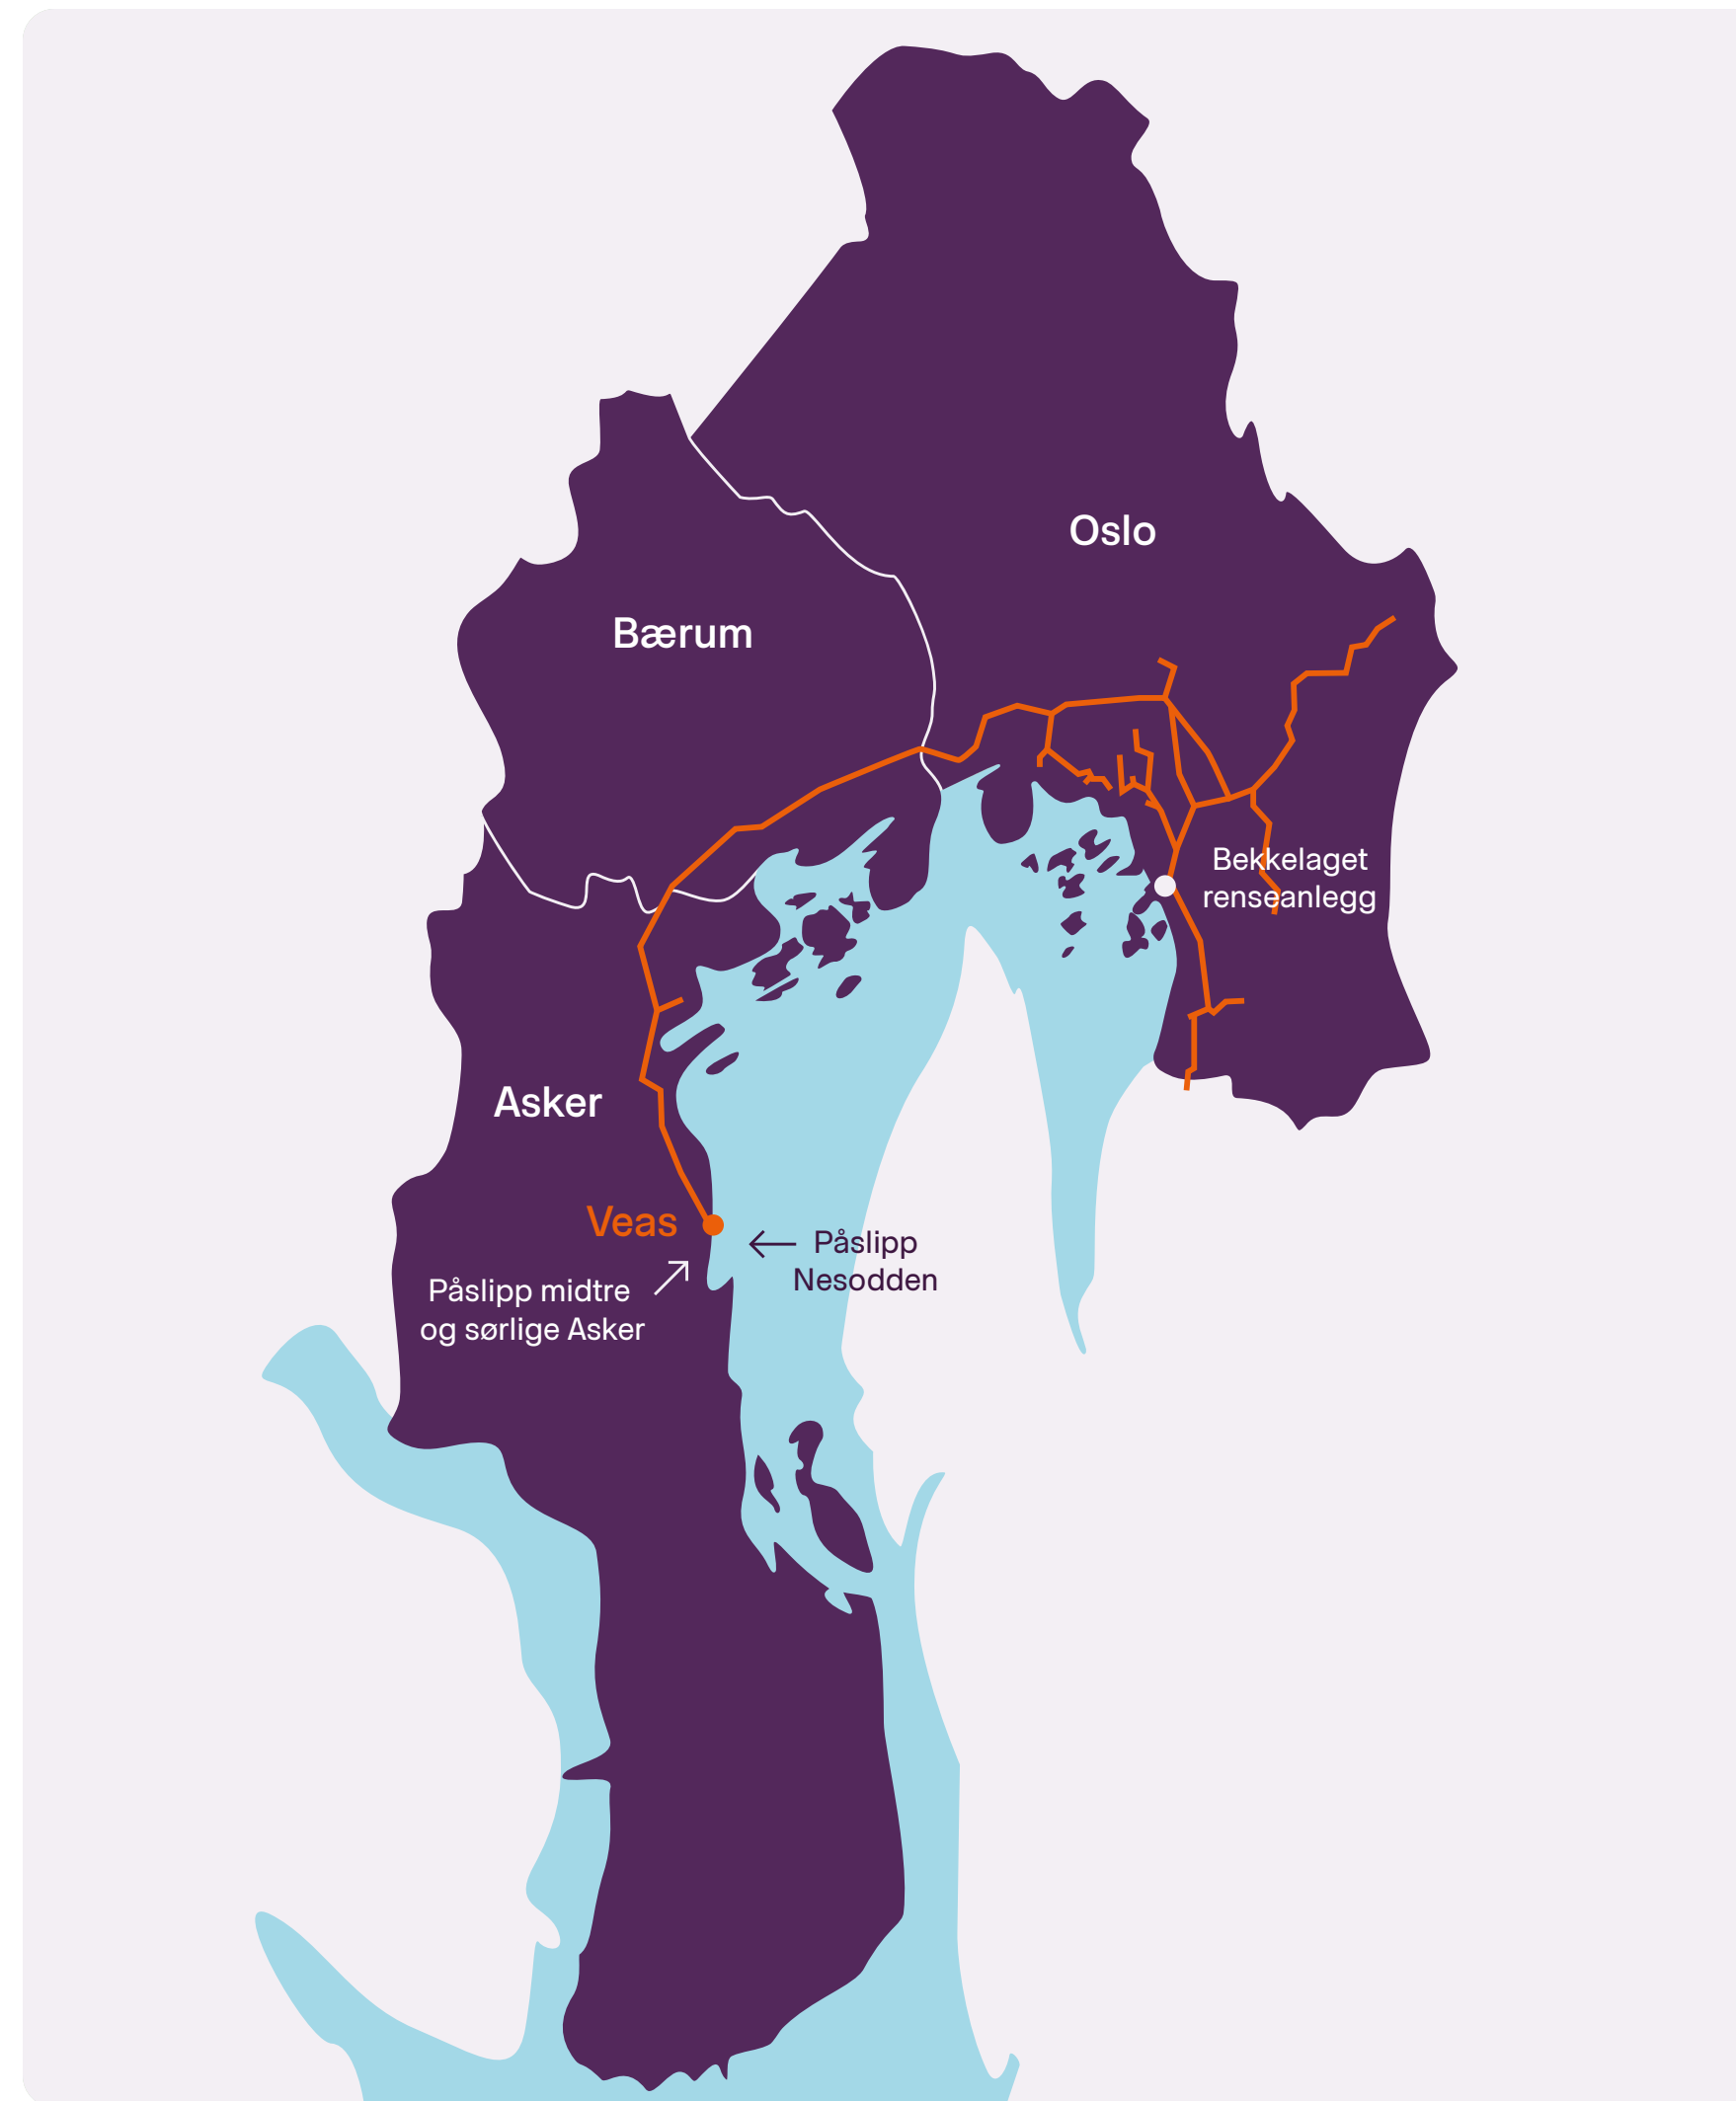 Oslo
Bærum
Bekkelaget
renseanlegg
Asker
Veas
Påslipp
Nesodden
Påslipp midtre
og sørlige Asker